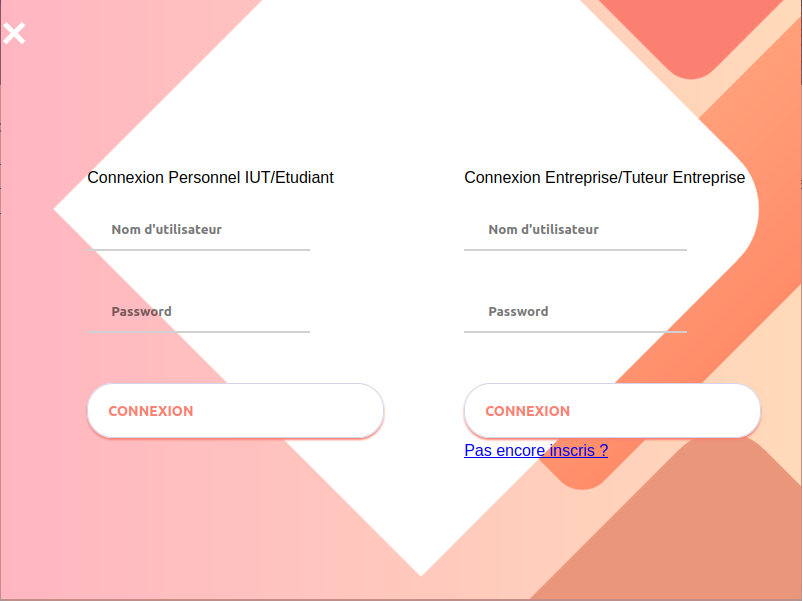 Connexion Personnel IUT/Etudiant
Nom d'utilisateur
Password
CONNEXION
Connexion Entreprise/Tuteur Entreprise
Nom d'utilisateur
Password
CONNEXION
Pas encore inscris ?